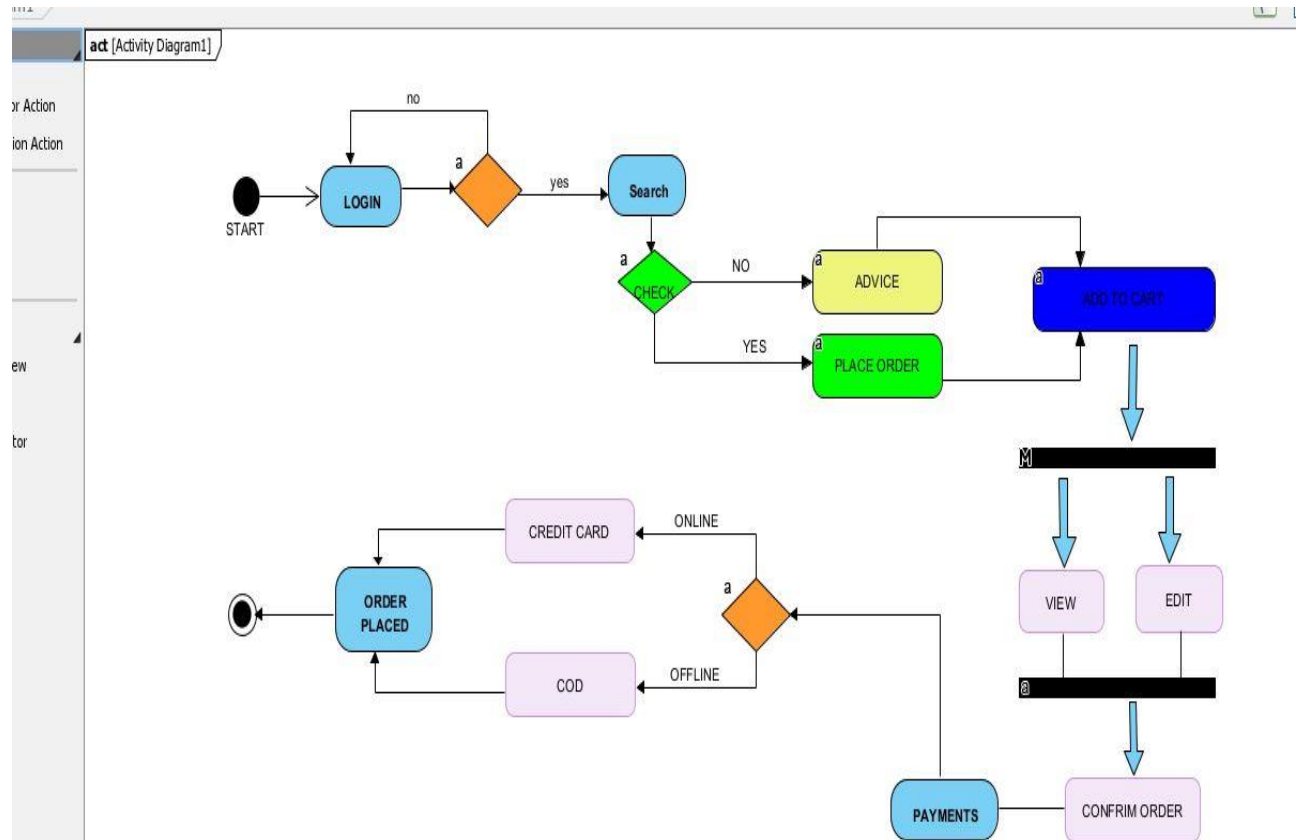 act [Activity Diagram1]
or Action
ion Action
no
a
yes
Search
LOGIN
START
a
NO
a
ADVICE
a
ADD TO CART
CHECK
YES
a
PLACE ORDER
ew
tor
M
CREDIT CARD
ONLINE
VIEW
EDIT
a
ORDER
PLACED
COD
OFFLINE
a
PAYMENTS
CONFRIM ORDER